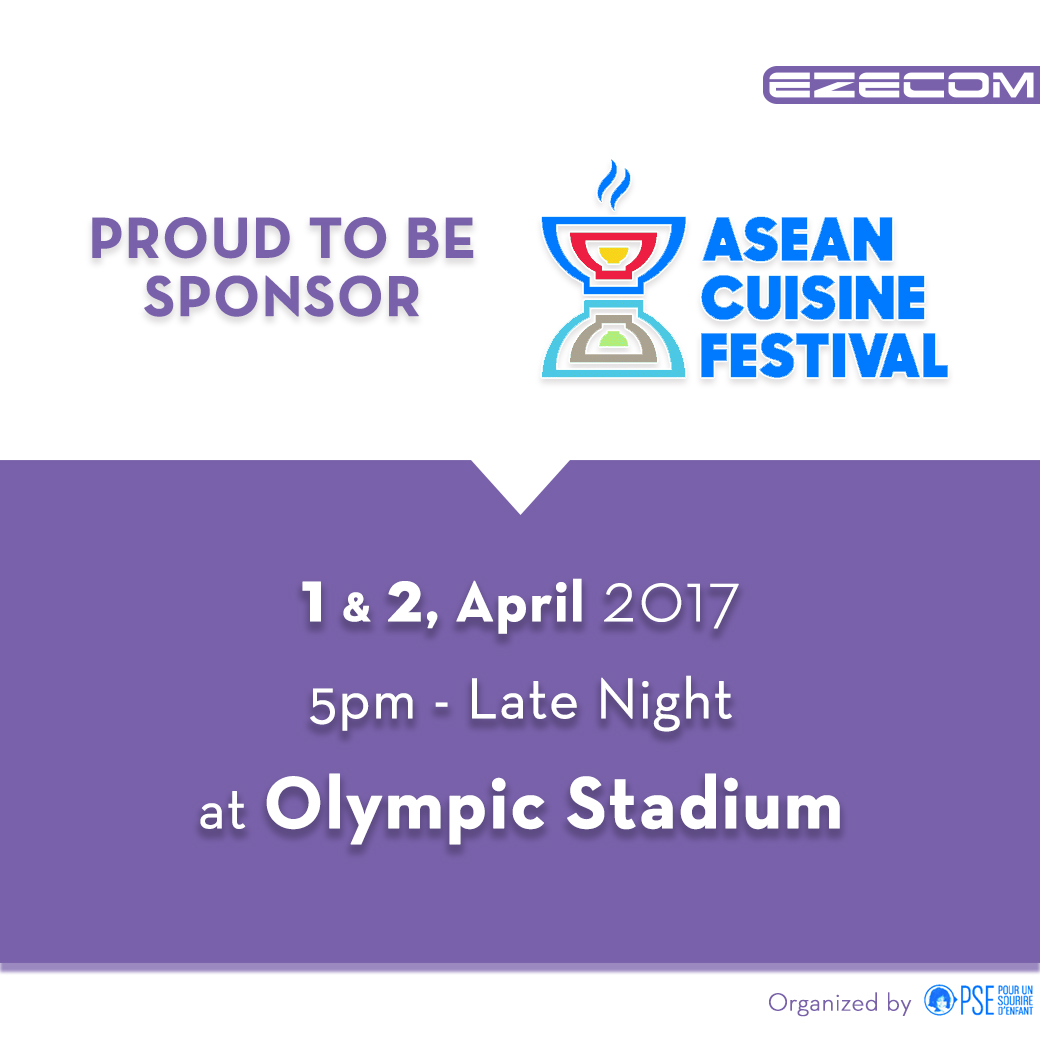 EZECOM
PROUD TO BE
SPONSOR
ASEAN
CUISINE
FESTIVAL
1 & 2, April 2017
5pm - Late Night
at Olympic Stadium
Organized by PSE
POUR UN
SOURIRE
D'ENFANT